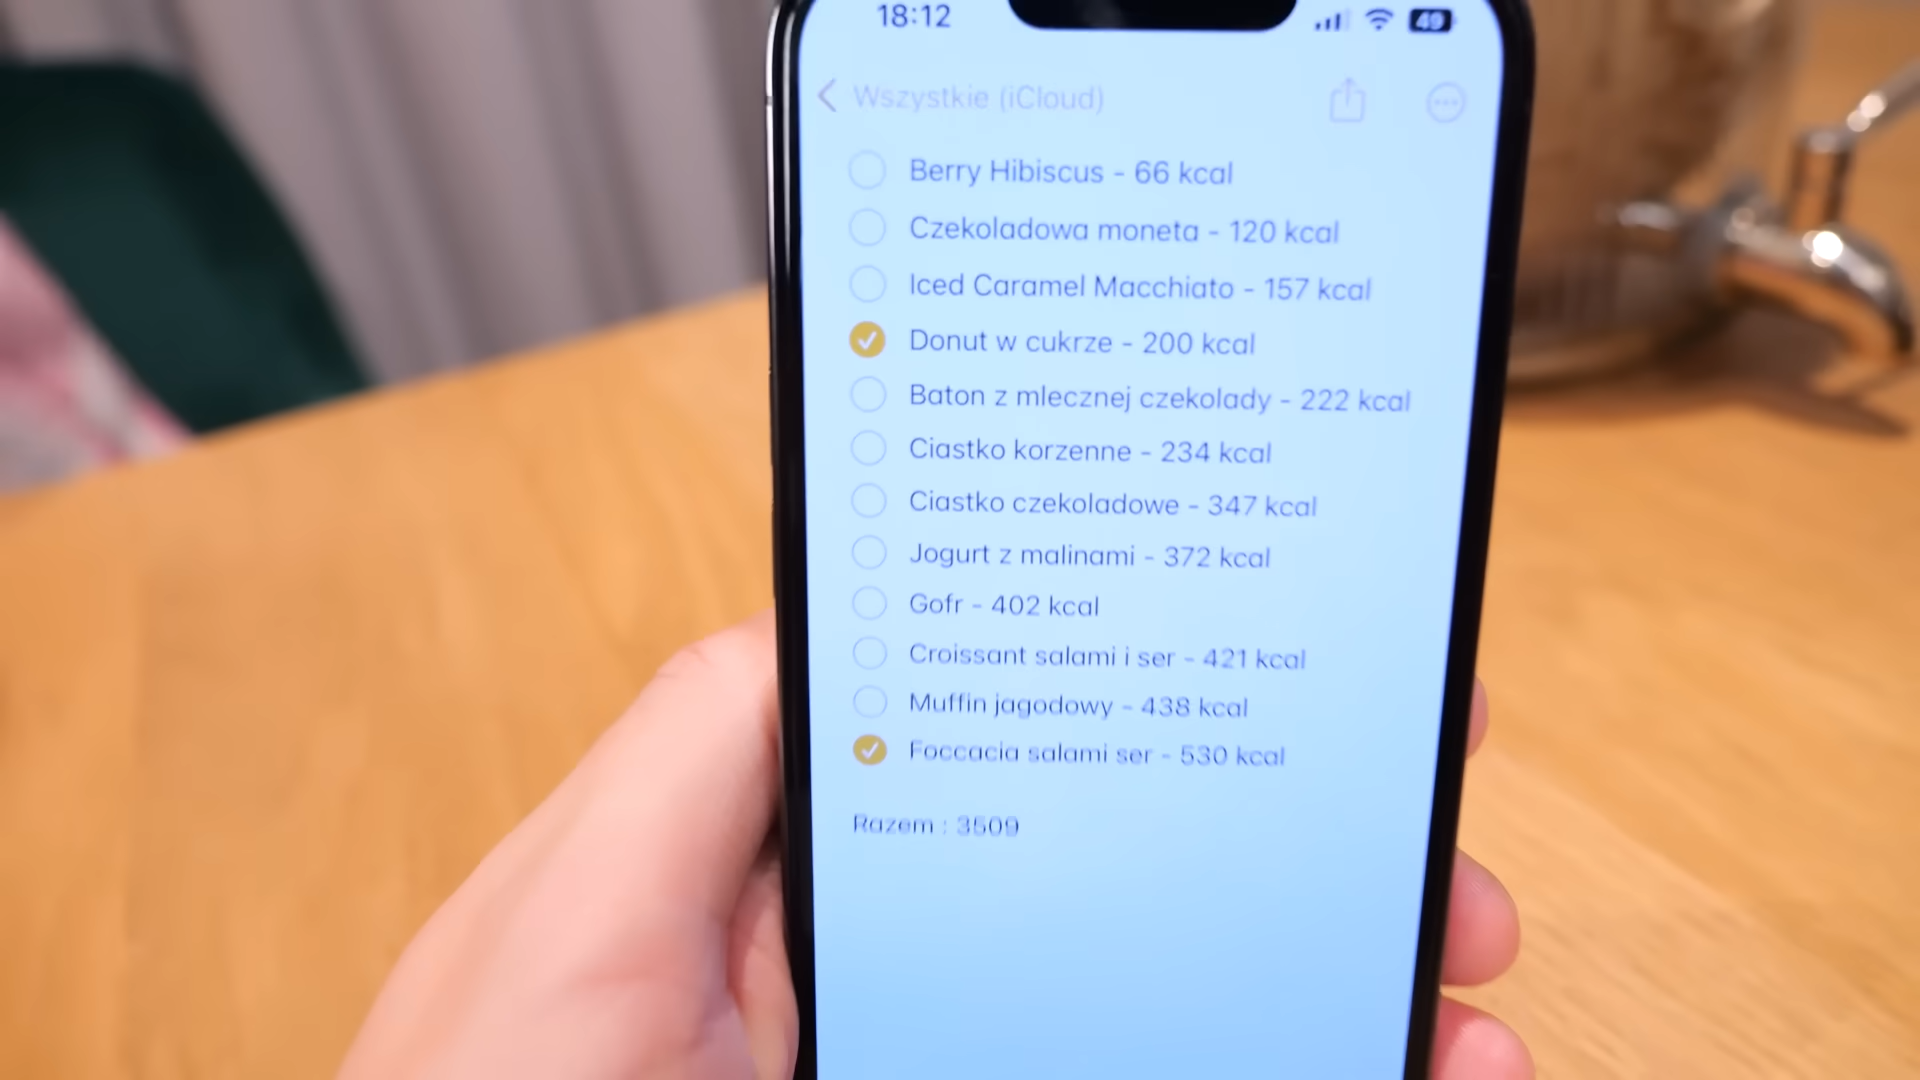 18:12
49
Wszystkie (iCloud)
Berry Hibiscus - 66 kcal
Czekoladowa moneta - 120 kcal
Iced Caramel Macchiato - 157 kcal
Donut w cukrze - 200 kcal
Baton z mlecznej czekolady - 222 kcal
Ciastko korzenne - 234 kcal
Ciastko czekoladowe - 347 kcal
Jogurt z malinami - 372 kcal
Gofr - 402 kcal
Croissant salami i ser - 421 kcal
Muffin jagodowy - 438 kcal
Foccacia salami ser - 530 kcal
Razem : 3509